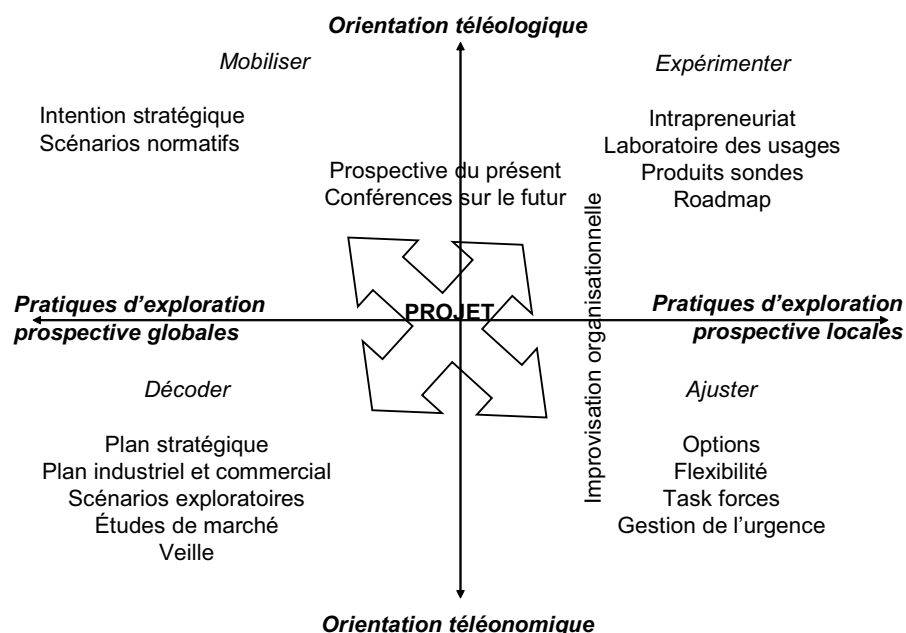 Orientation téléologique
Mobiliser
Expérimenter
Intention stratégique
Scénarios normatifs
Intrapreneuriat
Laboratoire des usages
Produits sondes
Roadmap
Prospective du présent
Conférences sur le futur
Improvisation organisationnelle
Pratiques d’exploration
prospective globales
PROJET
Pratiques d’exploration
prospective locales
Décoder
Ajuster
Plan stratégique
Plan industriel et commercial
Scénarios exploratoires
Études de marché
Veille
Options
Flexibilité
Task forces
Gestion de l’urgence
Orientation téléonomique